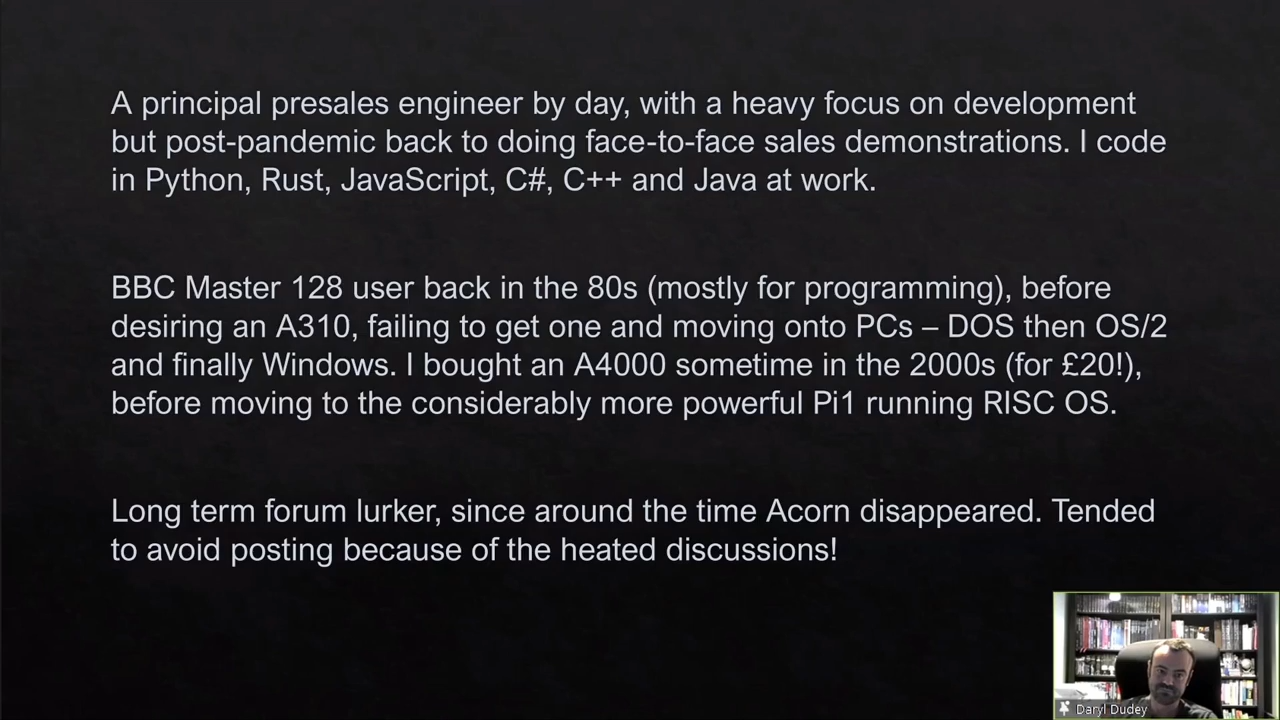 A principal presales engineer by day, with a heavy focus on development
but post-pandemic back to doing face-to-face sales demonstrations. I code
in Python, Rust, JavaScript, C#, C++ and Java at work.
BBC Master 128 user back in the 80s (mostly for programming), before
desiring an A310, failing to get one and moving onto PCs – DOS then OS/2
and finally Windows. I bought an A4000 sometime in the 2000s (for £20!),
before moving to the considerably more powerful Pi1 running RISC OS.
Long term forum lurker, since around the time Acorn disappeared. Tended
to avoid posting because of the heated discussions!
Daryl Dudey